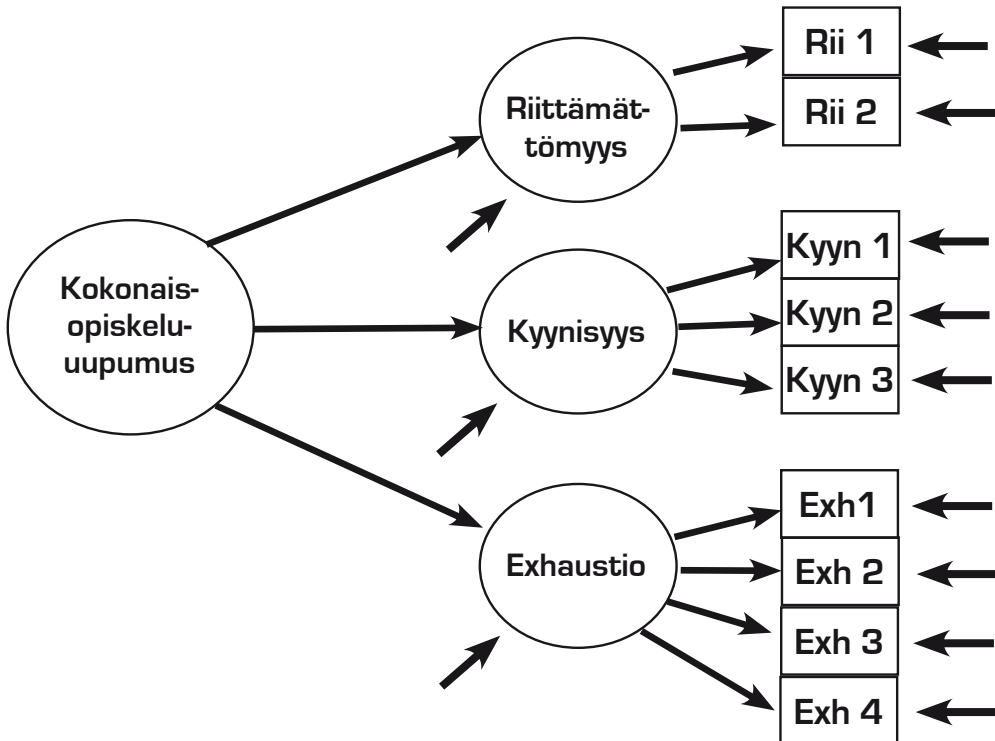 Kokonais-
opiskelu-
uupumus
Riittämät-
tömyys
Rii 1
Rii 2
Kyynisyys
Kyyn 1
Kyyn 2
Kyyn 3
Exhaustio
Exh1
Exh 2
Exh 3
Exh 4